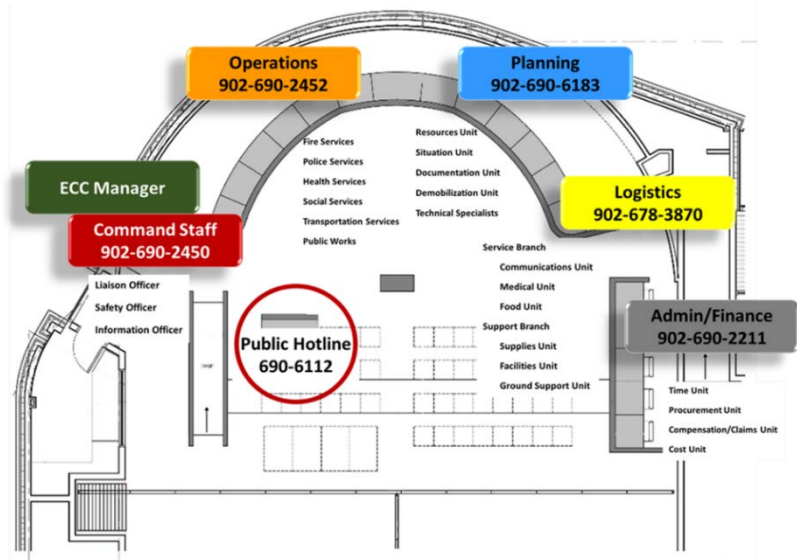 Operations
902-690-2452
Planning
902-690-6183
Fire Services
Police Services
Health Services
Social Services
Transportation Services
Public Works
Resources Unit
Situation Unit
Documentation Unit
Demobilization Unit
Technical Specialists
ECC Manager
Command Staff
902-690-2450
Liaison Officer
Safety Officer
Information Officer
Logistics
902-678-3870
Service Branch
Communications Unit
Medical Unit
Food Unit
Support Branch
Supplies Unit
Facilities Unit
Ground Support Unit
Public Hotline
690-6112
Admin/Finance
902-690-2211
Time Unit
Procurement Unit
Compensation/Claims Unit
Cost Unit